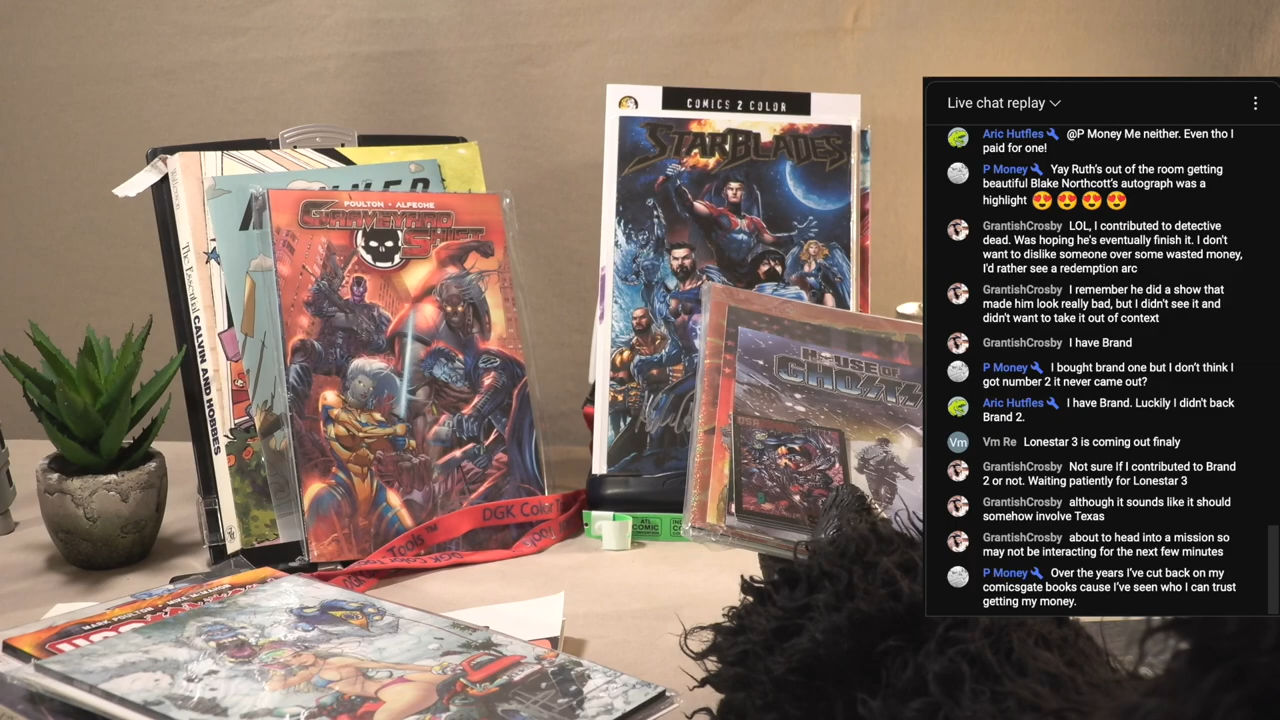 COMICS 2 COLOR
STARBLADES
Watterson
The Essential CALVIN AND HOBBES
POULTON • ALFECHE
GRAVEYARD
SHIFT
HOUSE OF
GHOSTS
DGK Color
Tools™
ATL
COMIC
CONVENTION
MARK POULTON
Live chat replay
Aric Hutfles @P Money Me neither. Even tho I
paid for one!
P Money Yay Ruth's out of the room getting
beautiful Blake Northcott's autograph was a
highlight 😍 😍 😍 😍
GrantishCrosby LOL, I contributed to detective
dead. Was hoping he's eventually finish it. I don't
want to dislike someone over some wasted money,
I'd rather see a redemption arc
GrantishCrosby I remember he did a show that
made him look really bad, but I didn't see it and
didn't want to take it out of context
GrantishCrosby I have Brand
P Money I bought brand one but I don't think I
got number 2 it never came out?
Aric Hutfles I have Brand. Luckily I didn't back
Brand 2.
Vm Vm Re Lonestar 3 is coming out finaly
GrantishCrosby Not sure If I contributed to Brand
2 or not. Waiting patiently for Lonestar 3
GrantishCrosby although it sounds like it should
somehow involve Texas
GrantishCrosby about to head into a mission so
may not be interacting for the next few minutes
P Money Over the years I've cut back on my
comicsgate books cause I've seen who I can trust
getting my money.